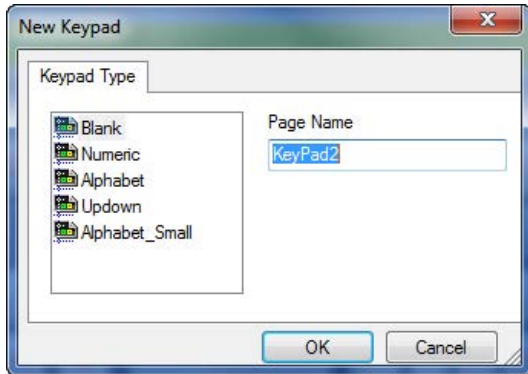 New Keypad
Keypad Type
Blank
Numeric
Alphabet
Updown
Alphabet_Small
Page Name
KeyPad2
OK
Cancel